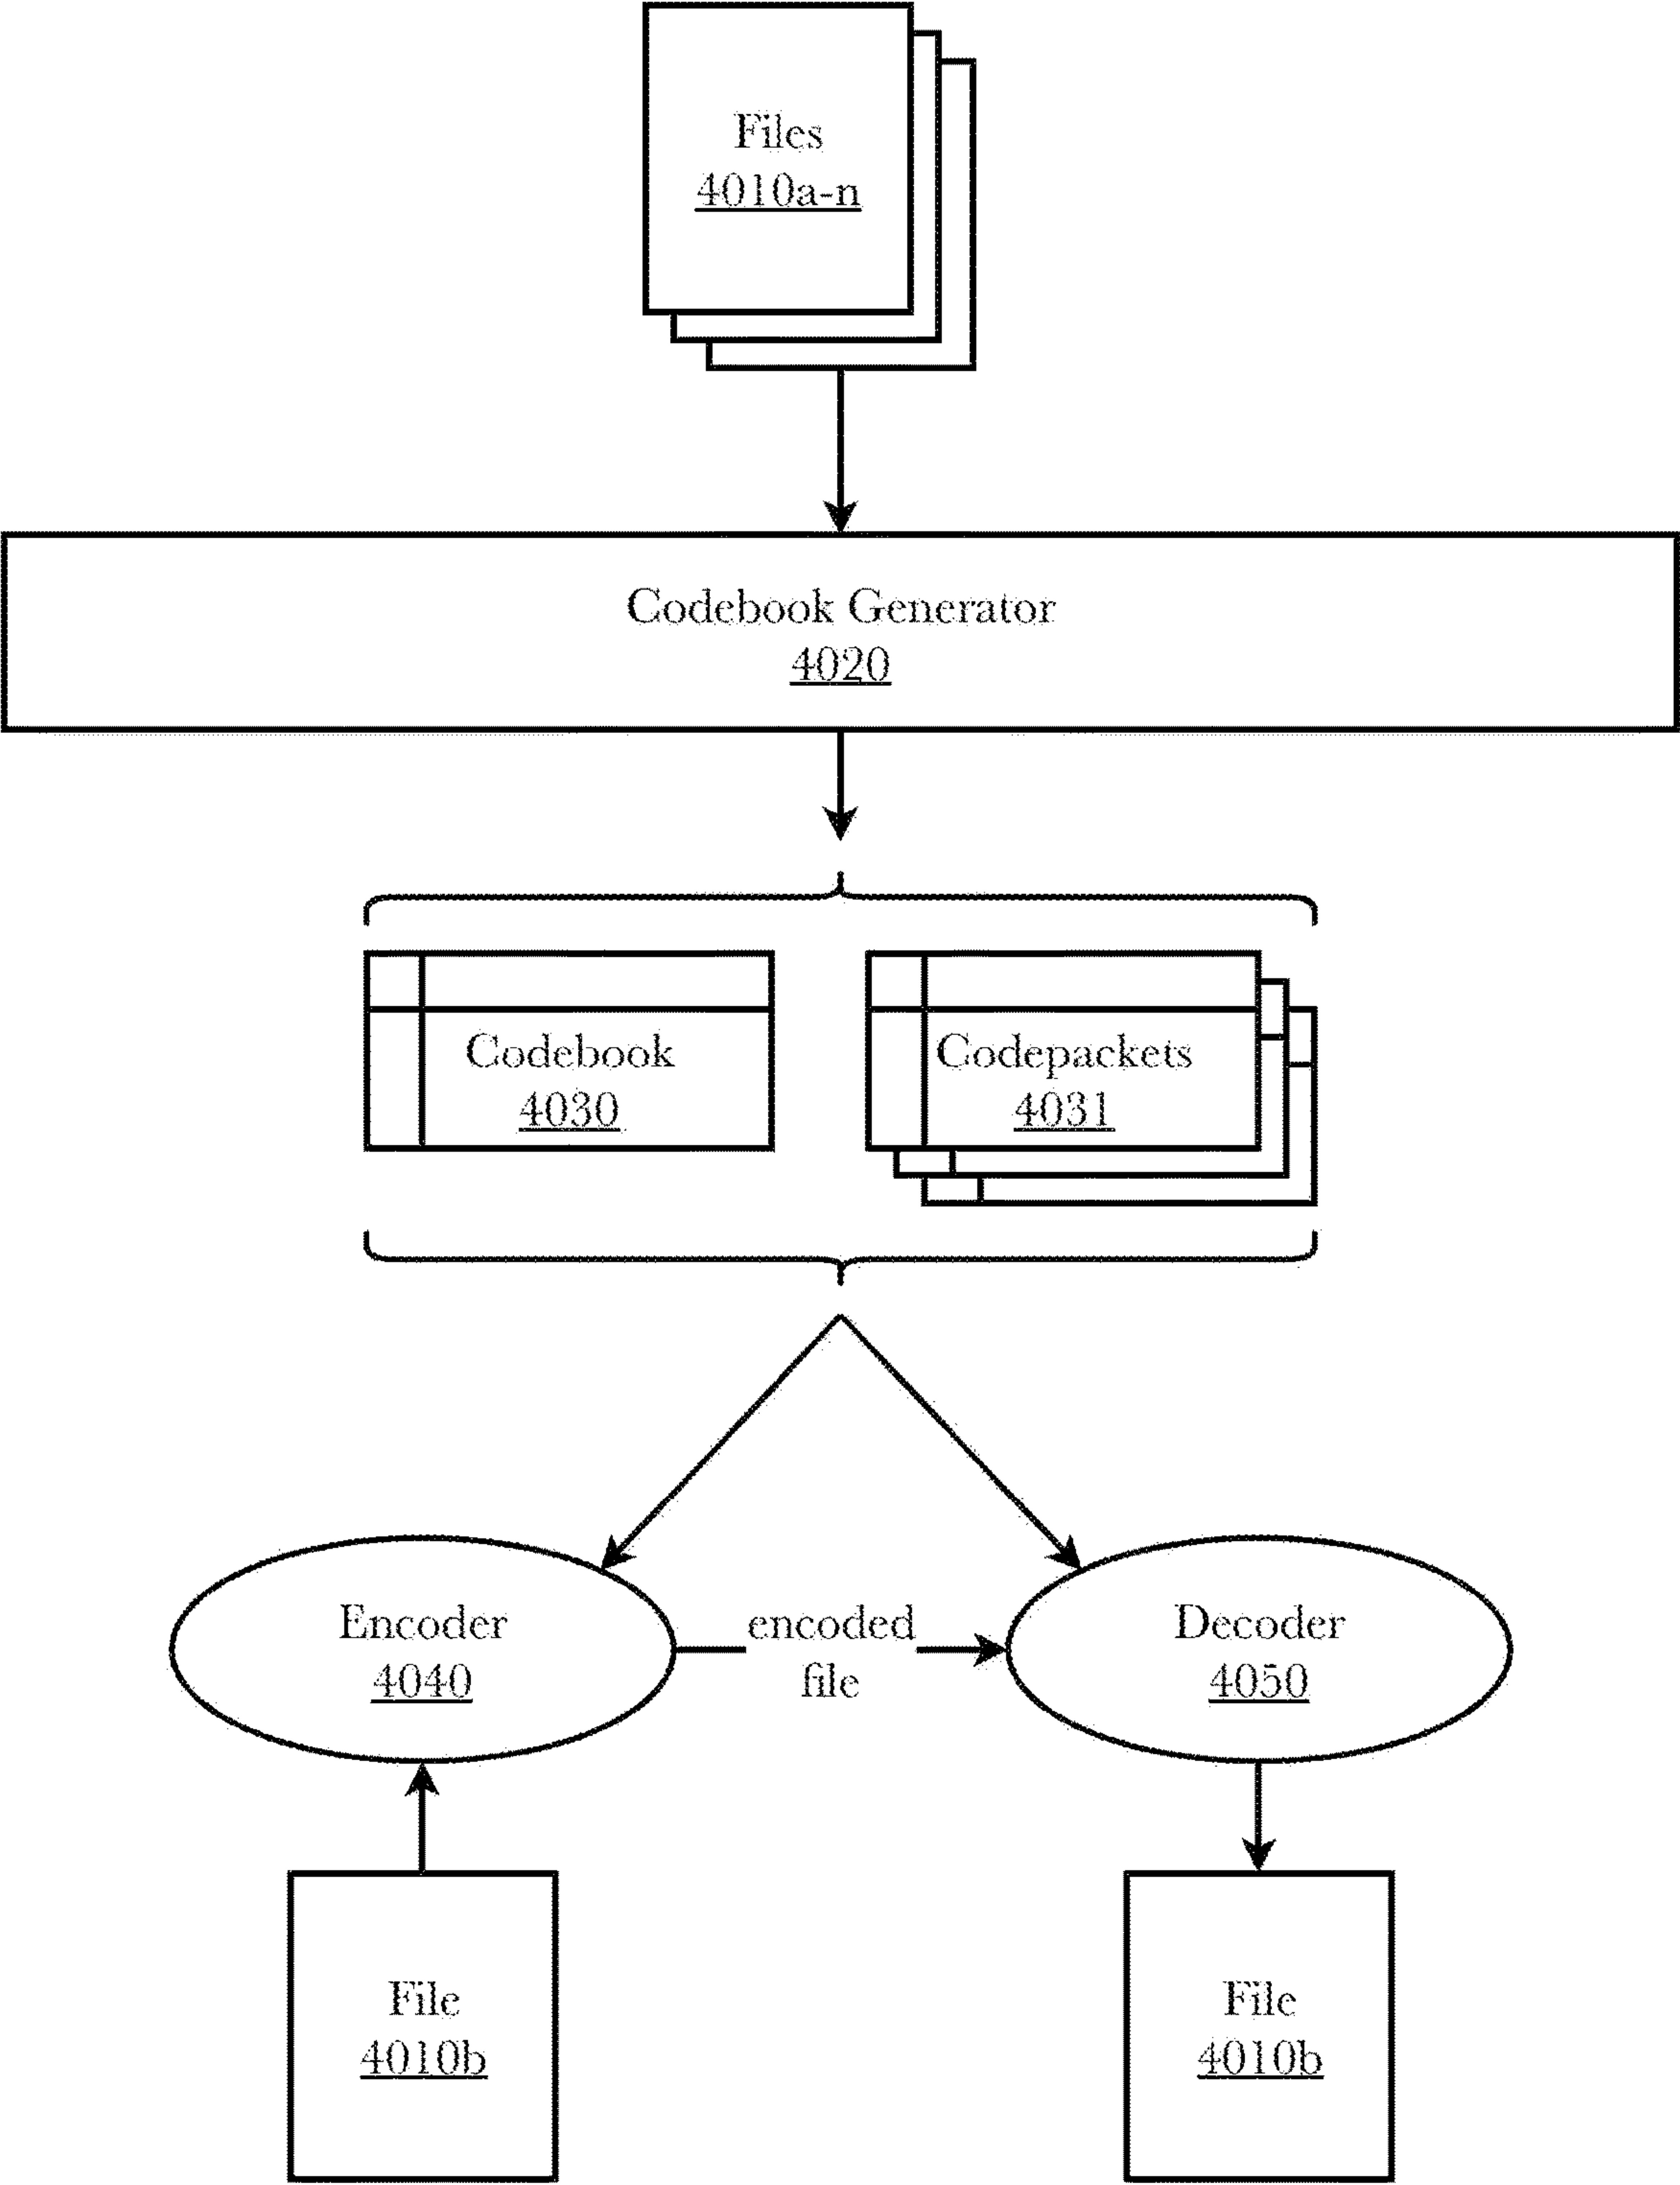 Files
4010a-n
Codebook Generator
4020
Codebook
4030
Codepackets
4031
Encoder
4040
encoded
file
Decoder
4050
File
4010b
File
4010b